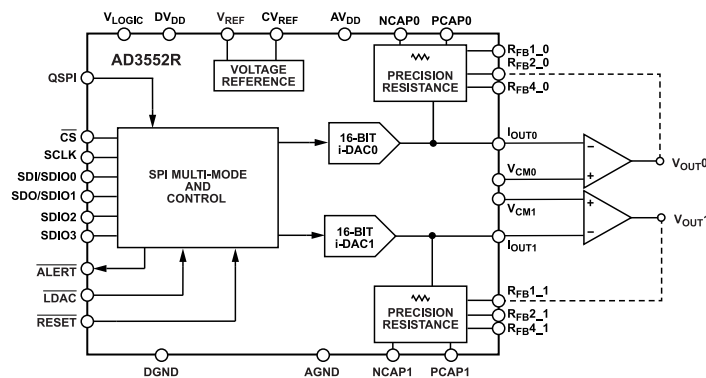 VLOGIC DVDD VREF CVREF AVDD NCAP0 PCAP0
AD3552R
QSPI
VOLTAGE
REFERENCE
PRECISION
RESISTANCE
RFB1_0
RFB2_0
RFB4_0
CS
SCLK
SDI/SDIO0
SDO/SDIO1
SDIO2
SDIO3
ALERT
LDAC
RESET
SPI MULTI-MODE
AND
CONTROL
16-BIT
i-DAC0
IOUT0
VCM0
VCM1
IOUT1
− 
+
+
−
VOUT0
VOUT1
16-BIT
i-DAC1
PRECISION
RESISTANCE
RFB1_1
RFB2_1
RFB4_1
DGND AGND NCAP1 PCAP1